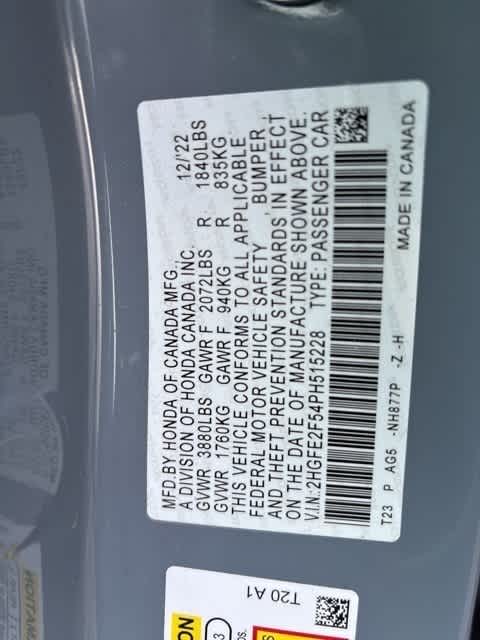 MFD.BY HONDA OF CANADA MFG., 12/'22
A DIVISION OF HONDA CANADA INC.
GVWR 3880LBS GAWR F 2072LBS R 1840LBS
GVWR 1760KG GAWR F 940KG R 835KG
THIS VEHICLE CONFORMS TO ALL APPLICABLE
FEDERAL MOTOR VEHICLE SAFETY, BUMPER,
AND THEFT PREVENTION STANDARDS IN EFFECT
ON THE DATE OF MANUFACTURE SHOWN ABOVE.
V.I.N.:2HGFE2F54PH515228 TYPE: PASSENGER CAR
T23 P AG5 -NH877P -Z -H MADE IN CANADA
T20 A1